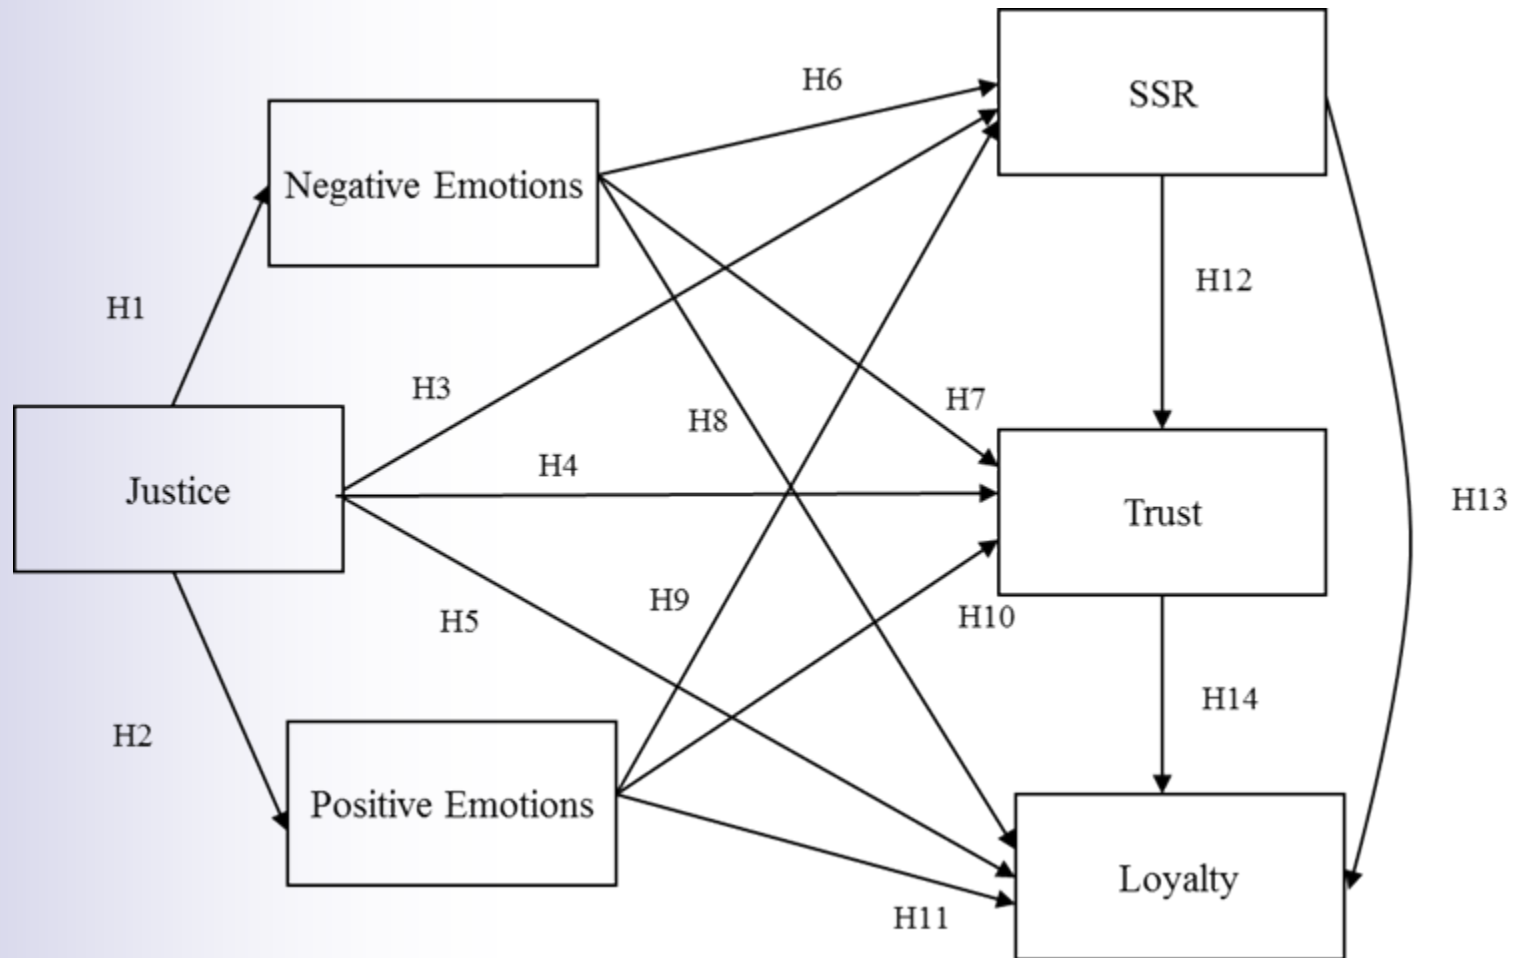 SSR
H6
Negative Emotions
H12
H1
H3
H7
H8
H4
Justice
Trust
H13
H9
H10
H5
H14
H2
Positive Emotions
Loyalty
H11